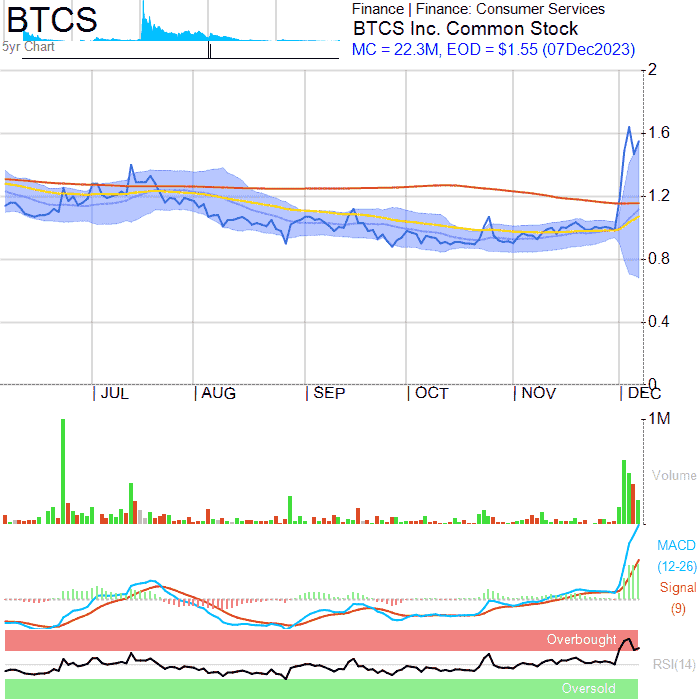 BTCS
5yr Chart
Finance | Finance: Consumer Services
BTCS Inc. Common Stock
MC = 22.3M, EOD = $1.55 (07Dec2023)
2
1.6
1.2
0.8
0.4
0
JUL AUG SEP OCT NOV DEC
1M
Volume
MACD
(12-26)
Signal
(9)
Overbought
RSI(14)
Oversold